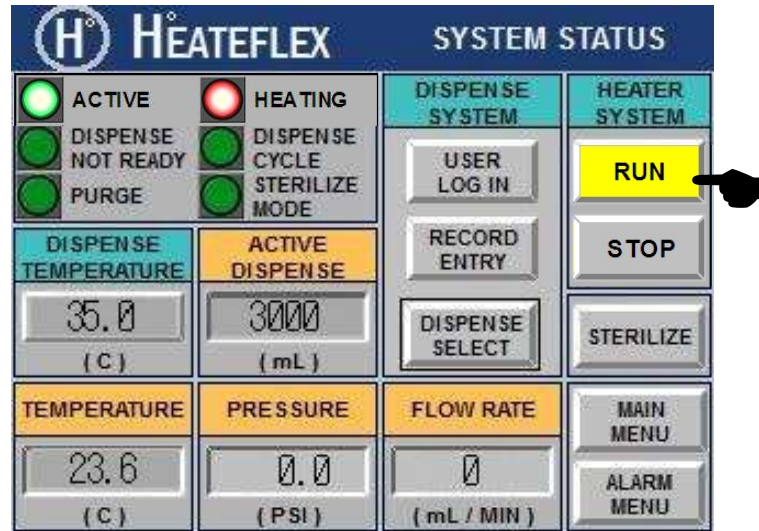 H° HEATEFLEX
SYSTEM STATUS
ACTIVE
HEATING
DISPENSE
NOT READY
DISPENSE
CYCLE
PURGE
STERILIZE
MODE
DISPENSE
SYSTEM
HEATER
SYSTEM
USER
LOG IN
RUN
RECORD
ENTRY
STOP
DISPENSE
TEMPERATURE
35.0
(C)
ACTIVE
DISPENSE
3000
(mL)
DISPENSE
SELECT
STERILIZE
TEMPERATURE
23.6
(C)
PRESSURE
0.0
(PSI)
FLOW RATE
0
(mL / MIN)
MAIN
MENU
ALARM
MENU